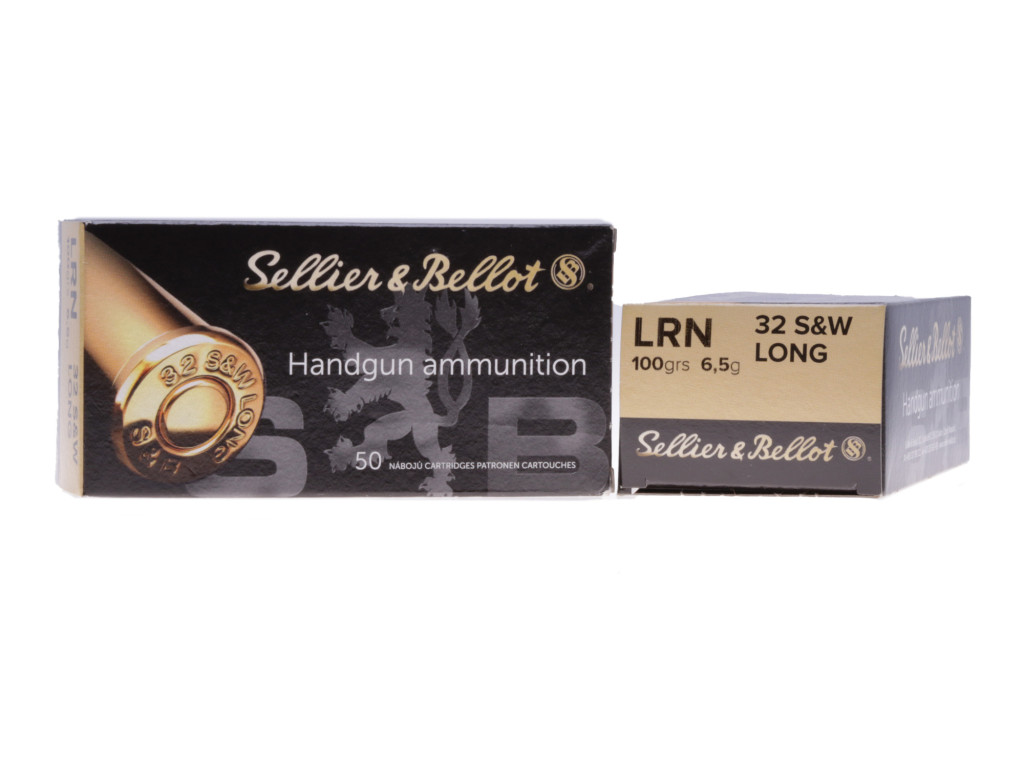 Sellier & Bellot
Handgun ammunition
50 NÁBOJŮ CARTRIDGES PATRONEN CARTOUCHES
S B
32 S&W LONG
S&B
LRN
32 S&W
LONG
LRN
100grs 6,5g
32 S&W
LONG
Sellier & Bellot
Sellier & Bellot
Handgun ammunition